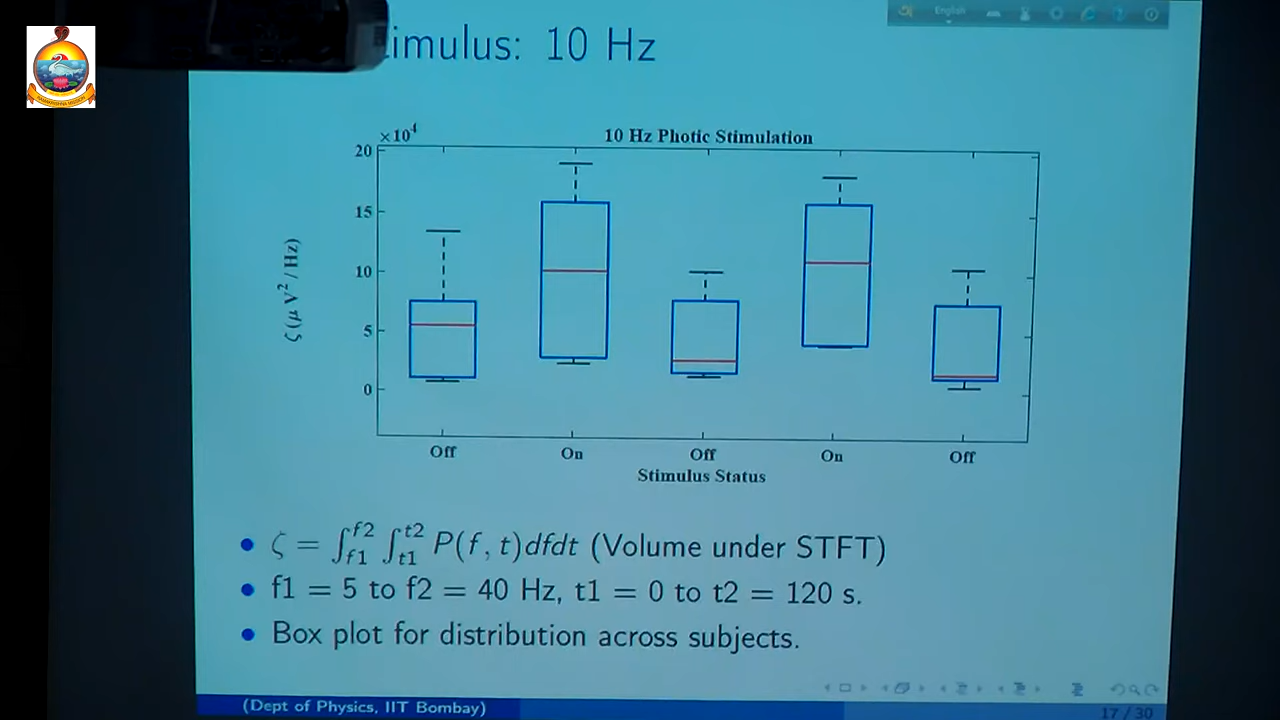 imulus: 10 Hz
English
×10⁴
10 Hz Photic Stimulation
20
15
10
5
0
ζ (μ V² / Hz)
Off
On
Off
On
Off
Stimulus Status
• ζ = ∫_{f1}^{f2} ∫_{t1}^{t2} P(f, t)dfdt (Volume under STFT)
• f1 = 5 to f2 = 40 Hz, t1 = 0 to t2 = 120 s.
• Box plot for distribution across subjects.
(Dept of Physics, IIT Bombay)
17 / 30